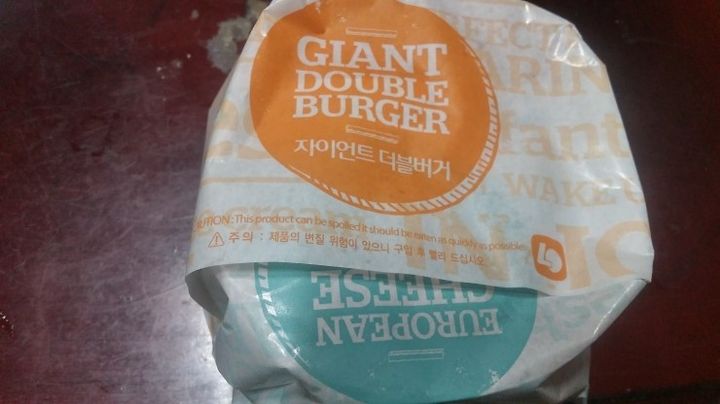 GIANT
DOUBLE
BURGER
자이언트 더블버거
UTION : This product can be spoiled it should be eaten as quickly as possible
주의 : 제품의 변질 위험이 있으니 구입 후 빨리 드십시오
EUROPEAN
CHEESE
WAKE